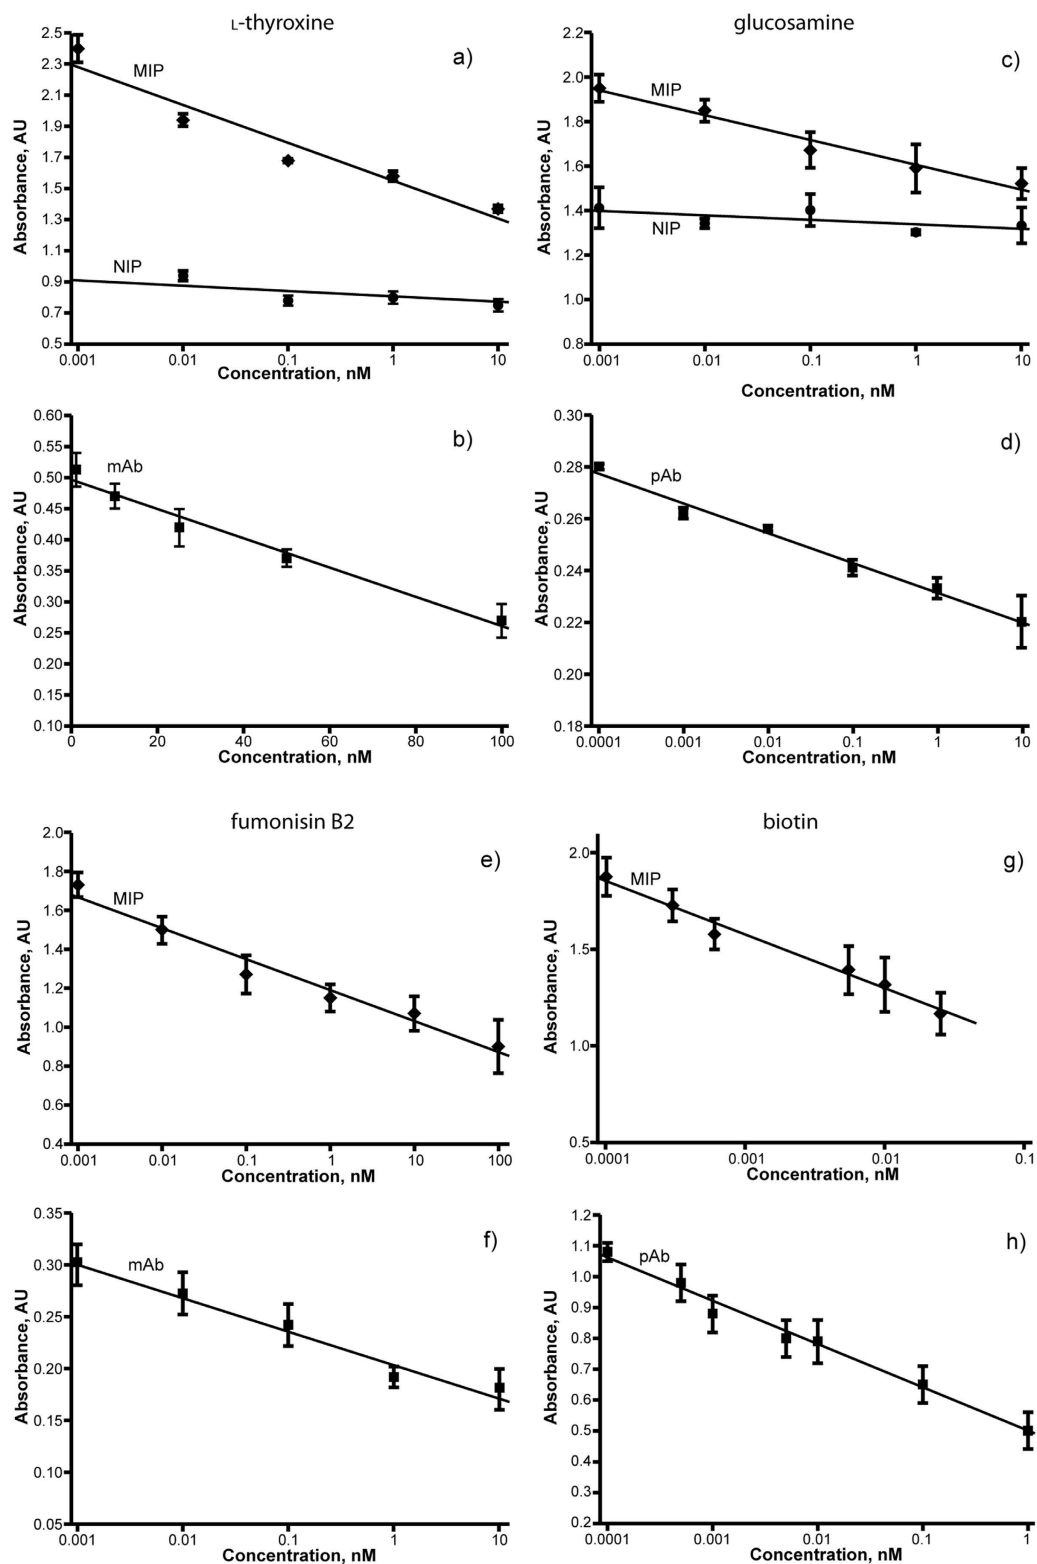 L-thyroxine
a)
Absorbance, AU
2.5
2.3
2.1
1.9
1.7
1.5
1.3
1.1
0.9
0.7
0.5
MIP
NIP
0.001 0.01 0.1 1 10
Concentration, nM
glucosamine
c)
Absorbance, AU
2.2
2.0
1.8
1.6
1.4
1.2
1.0
0.8
MIP
NIP
0.001 0.01 0.1 1 10
Concentration, nM
b)
Absorbance, AU
0.60
0.55
0.50
0.45
0.40
0.35
0.30
0.25
0.20
0.15
0.10
mAb
0 20 40 60 80 100
Concentration, nM
d)
Absorbance, AU
0.30
0.28
0.26
0.24
0.22
0.20
0.18
pAb
0.0001 0.001 0.01 0.1 1 10
Concentration, nM
fumonisin B2
e)
Absorbance, AU
2.0
1.8
1.6
1.4
1.2
1.0
0.8
0.6
0.4
MIP
0.001 0.01 0.1 1 10 100
Concentration, nM
biotin
g)
Absorbance, AU
2.0
1.5
1.0
0.5
MIP
0.0001 0.001 0.01 0.1
Concentration, nM
f)
Absorbance, AU
0.35
0.30
0.25
0.20
0.15
0.10
0.05
mAb
0.001 0.01 0.1 1 10
Concentration, nM
h)
Absorbance, AU
1.2
1.1
1.0
0.9
0.8
0.7
0.6
0.5
0.4
0.3
0.2
pAb
0.0001 0.001 0.01 0.1 1
Concentration, nM